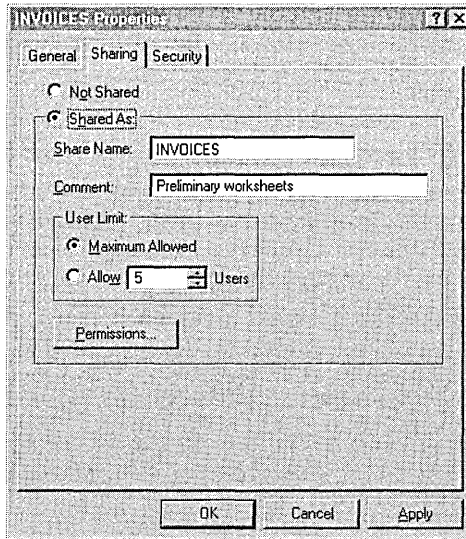 INVOICES Properties
General Sharing Security
Not Shared
Shared As:
Share Name: INVOICES
Comment: Preliminary worksheets
User Limit:
Maximum Allowed
Allow 5 Users
Permissions...
OK Cancel Apply